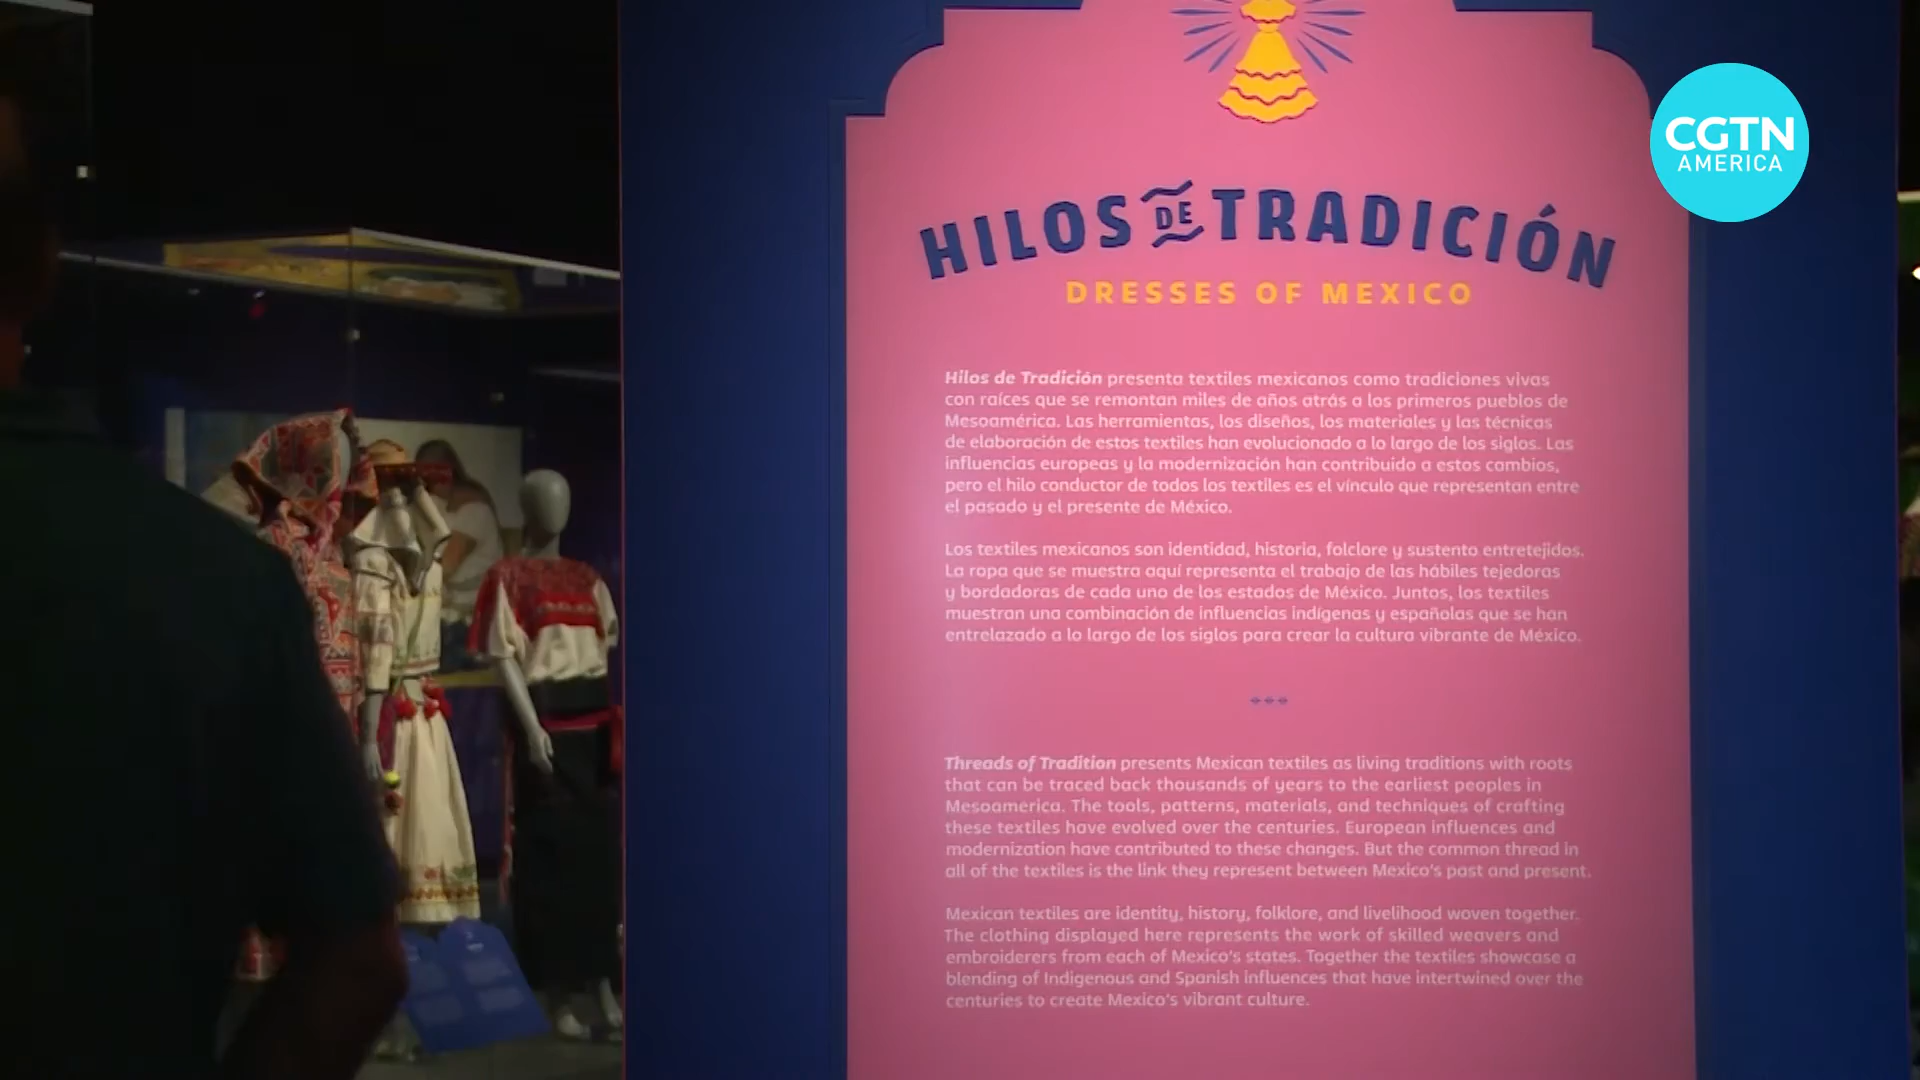 CGTN
AMERICA
HILOS DE TRADICIÓN
DRESSES OF MEXICO
Hilos de Tradición presenta textiles mexicanos como tradiciones vivas
con raíces que se remontan miles de años atrás a los primeros pueblos de
Mesoamérica. Las herramientas, los diseños, los materiales y las técnicas
de elaboración de estos textiles han evolucionado a lo largo de los siglos. Las
influencias europeas y la modernización han contribuido a estos cambios,
pero el hilo conductor de todos los textiles es el vínculo que representan entre
el pasado y el presente de México.
Los textiles mexicanos son identidad, historia, folclore y sustento entretejidos.
La ropa que se muestra aquí representa el trabajo de las hábiles tejedoras
y bordadoras de cada uno de los estados de México. Juntos, los textiles
muestran una combinación de influencias indígenas y españolas que se han
entrelazado a lo largo de los siglos para crear la cultura vibrante de México.
Threads of Tradition presents Mexican textiles as living traditions with roots
that can be traced back thousands of years to the earliest peoples in
Mesoamerica. The tools, patterns, materials, and techniques of crafting
these textiles have evolved over the centuries. European influences and
modernization have contributed to these changes. But the common thread in
all of the textiles is the link they represent between Mexico's past and present.
Mexican textiles are identity, history, folklore, and livelihood woven together.
The clothing displayed here represents the work of skilled weavers and
embroiderers from each of Mexico's states. Together the textiles showcase a
blending of Indigenous and Spanish influences that have intertwined over the
centuries to create Mexico's vibrant culture.